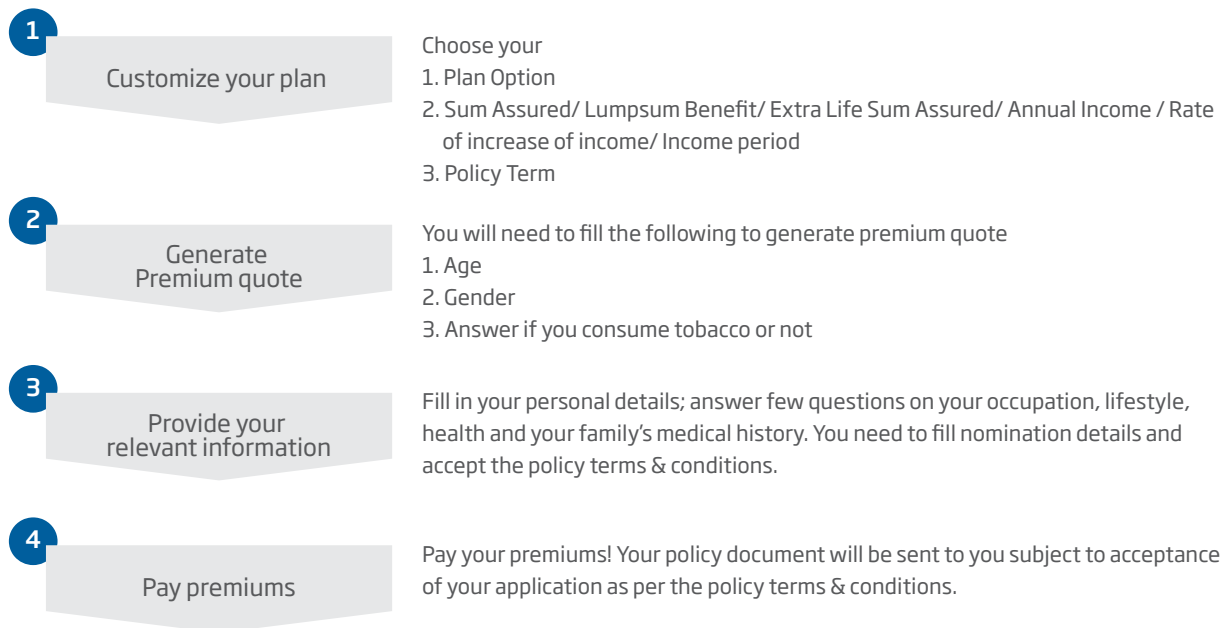 1
Customize your plan
Choose your
1. Plan Option
2. Sum Assured/ Lumpsum Benefit/ Extra Life Sum Assured/ Annual Income / Rate
of increase of income/ Income period
3. Policy Term
2
Generate
Premium quote
You will need to fill the following to generate premium quote
1. Age
2. Gender
3. Answer if you consume tobacco or not
3
Provide your
relevant information
Fill in your personal details; answer few questions on your occupation, lifestyle,
health and your family's medical history. You need to fill nomination details and
accept the policy terms & conditions.
4
Pay premiums
Pay your premiums! Your policy document will be sent to you subject to acceptance
of your application as per the policy terms & conditions.